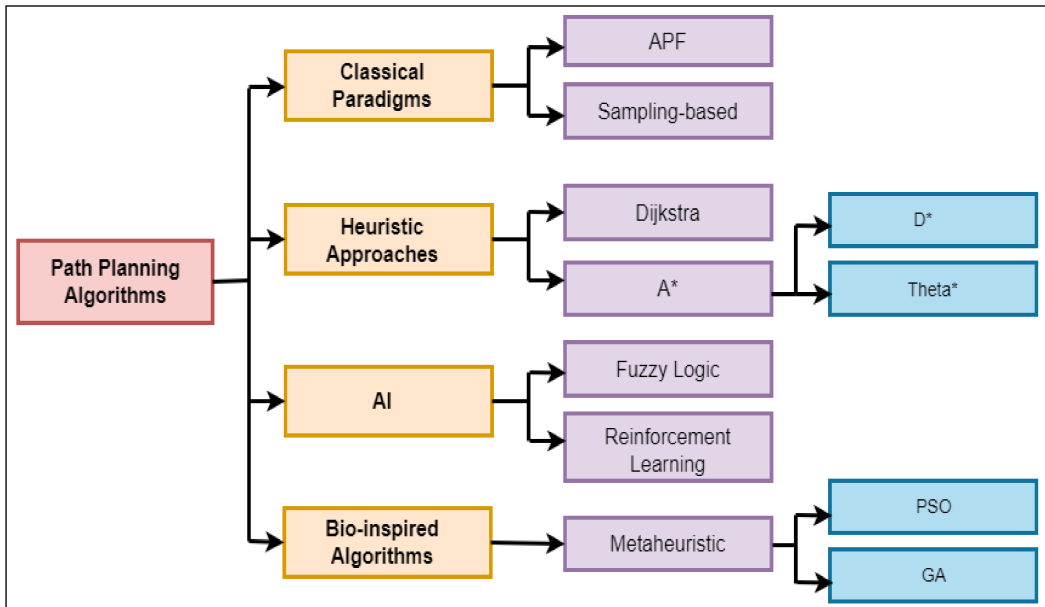 Path Planning
Algorithms
Classical
Paradigms
APF
Sampling-based
Heuristic
Approaches
Dijkstra
A*
D*
Theta*
AI
Fuzzy Logic
Reinforcement
Learning
Bio-inspired
Algorithms
Metaheuristic
PSO
GA